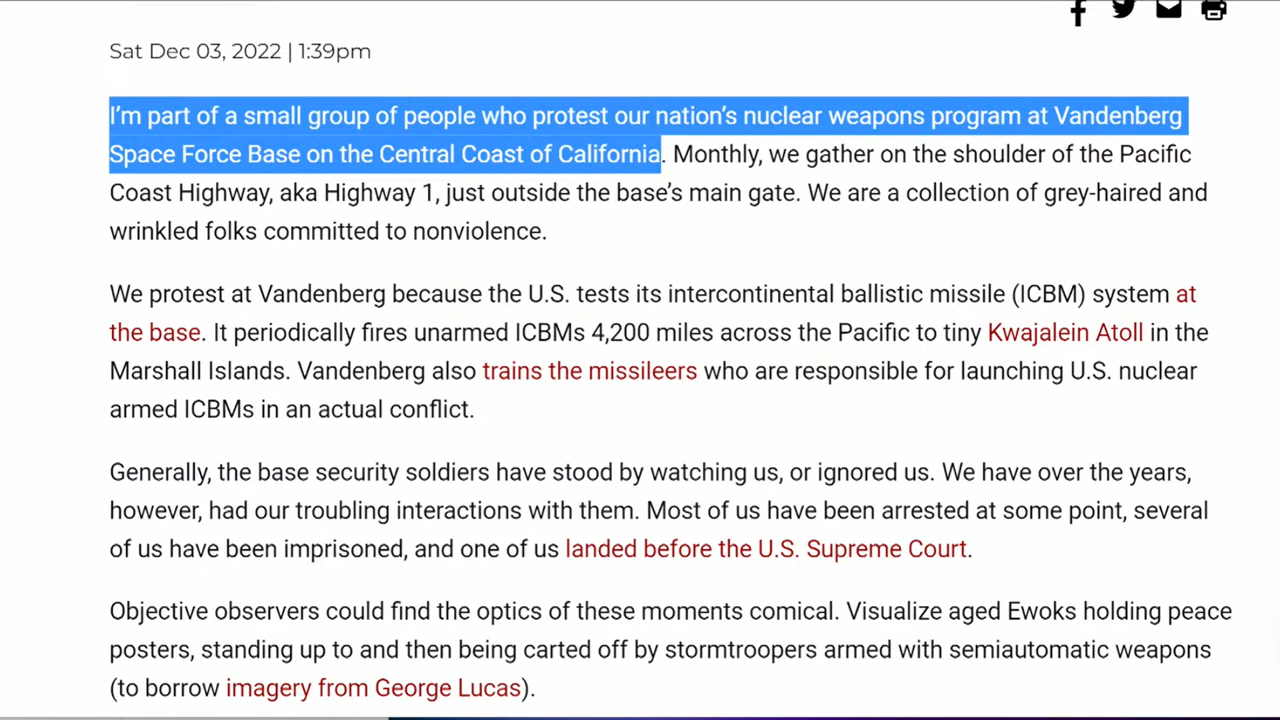 Sat Dec 03, 2022 | 1:39pm
I’m part of a small group of people who protest our nation’s nuclear weapons program at Vandenberg
Space Force Base on the Central Coast of California. Monthly, we gather on the shoulder of the Pacific
Coast Highway, aka Highway 1, just outside the base’s main gate. We are a collection of grey-haired and
wrinkled folks committed to nonviolence.
We protest at Vandenberg because the U.S. tests its intercontinental ballistic missile (ICBM) system at
the base. It periodically fires unarmed ICBMs 4,200 miles across the Pacific to tiny Kwajalein Atoll in the
Marshall Islands. Vandenberg also trains the missileers who are responsible for launching U.S. nuclear
armed ICBMs in an actual conflict.
Generally, the base security soldiers have stood by watching us, or ignored us. We have over the years,
however, had our troubling interactions with them. Most of us have been arrested at some point, several
of us have been imprisoned, and one of us landed before the U.S. Supreme Court.
Objective observers could find the optics of these moments comical. Visualize aged Ewoks holding peace
posters, standing up to and then being carted off by stormtroopers armed with semiautomatic weapons
(to borrow imagery from George Lucas).